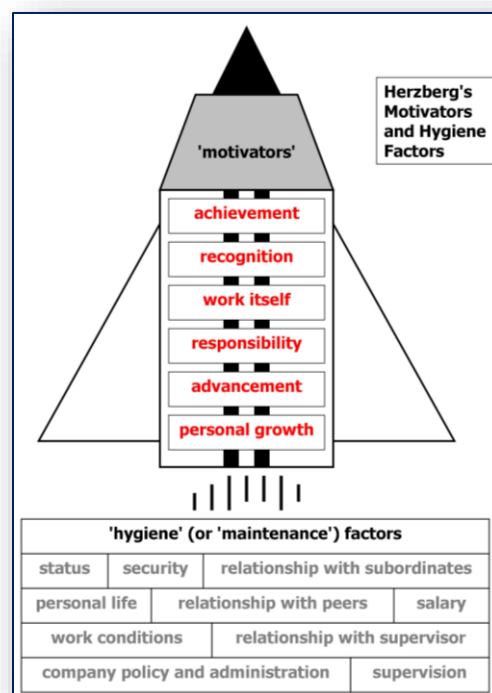 Herzberg's
Motivators
and Hygiene
Factors
'motivators'
achievement
recognition
work itself
responsibility
advancement
personal growth
'hygiene' (or 'maintenance') factors
status security relationship with subordinates
personal life relationship with peers salary
work conditions relationship with supervisor
company policy and administration supervision